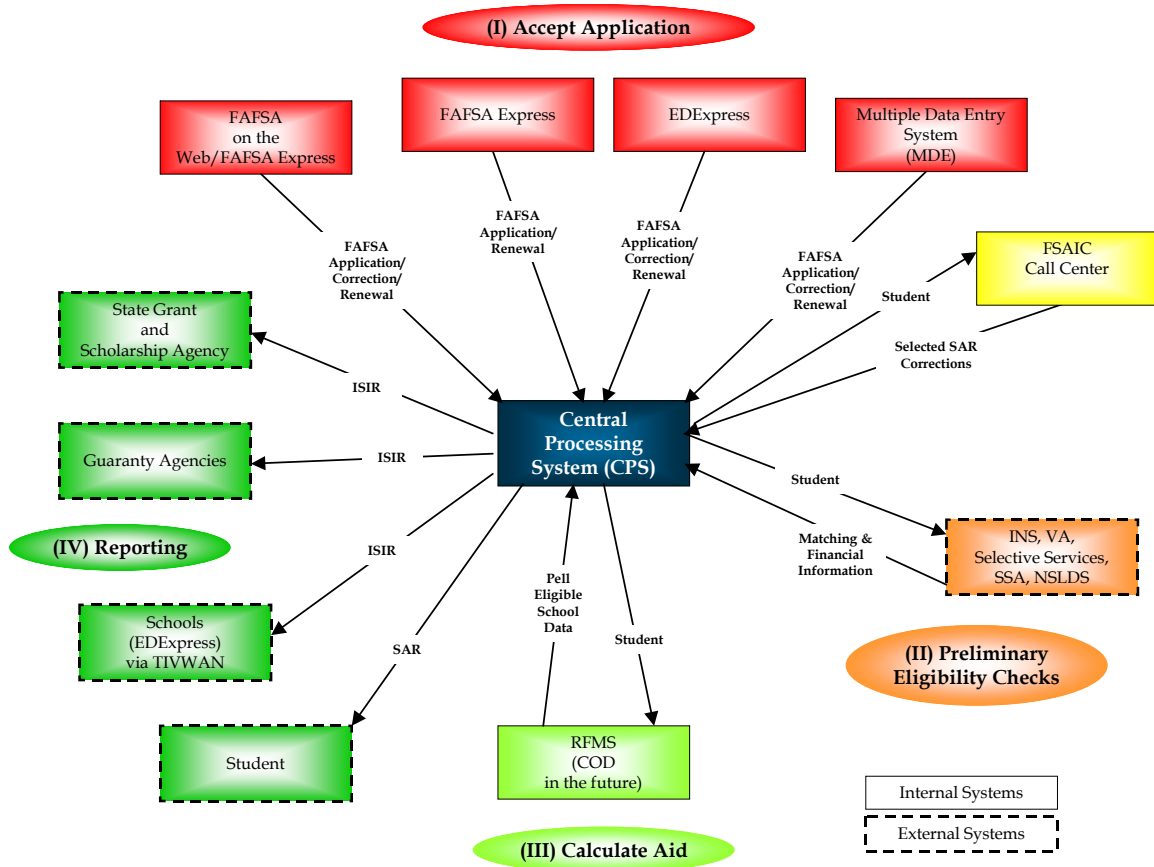 (I) Accept Application
FAFSA
on the
Web/FAFSA Express
FAFSA Express
EDExpress
Multiple Data Entry
System
(MDE)
FAFSA
Application/
Correction/
Renewal
FAFSA
Application/
Renewal
FAFSA
Application/
Correction/
Renewal
FAFSA
Application/
Correction/
Renewal
Student
FSAIC
Call Center
Selected SAR
Corrections
State Grant
and
Scholarship Agency
ISIR
Central
Processing
System (CPS)
Guaranty Agencies
ISIR
Student
(IV) Reporting
ISIR
Matching &
Financial
Information
INS, VA,
Selective Services,
SSA, NSLDS
Pell
Eligible
School
Data
Schools
(EDExpress)
via TIVWAN
SAR
Student
(II) Preliminary
Eligibility Checks
Student
RFMS
(COD
in the future)
Internal Systems
External Systems
(III) Calculate Aid